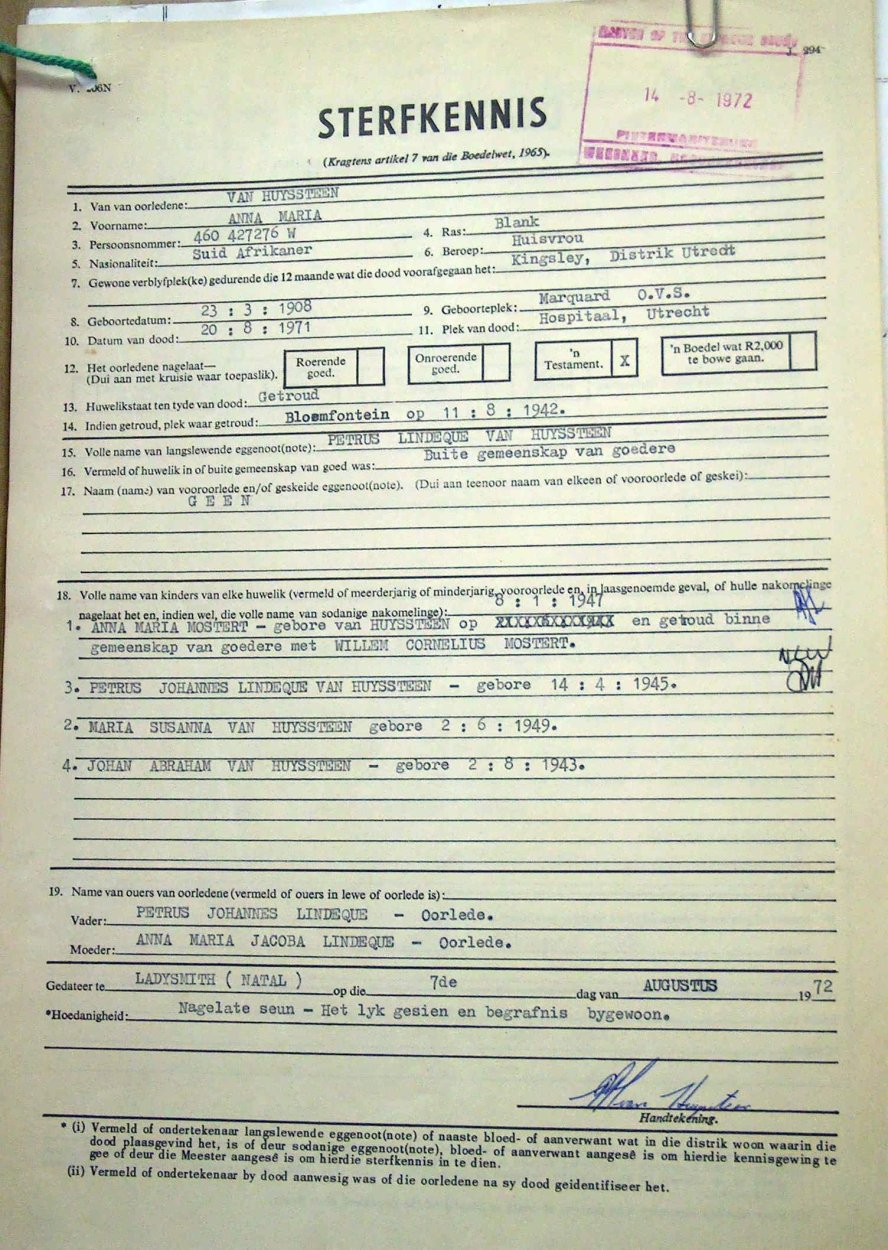 J. 294
V. 206N
14 -8- 1972
STERFKENNIS
(Kragtens artikel 7 van die Boedelwet, 1965).
1. Van van oorledene: VAN HUYSSTEEN
2. Voorname: ANNA MARIA
3. Persoonsnommer: 460 427276 W 4. Ras: Blank
5. Nasionaliteit: Suid Afrikaner 6. Beroep: Huisvrou
7. Gewone verblyfplek(ke) gedurende die 12 maande wat die dood voorafgegaan het: Kingsley, Distrik Utredt
8. Geboortedatum: 23 : 3 : 1908 9. Geboorteplek: Marquard O.V.S.
10. Datum van dood: 20 : 8 : 1971 11. Plek van dood: Hospitaal, Utrecht
12. Het oorledene nagelaat— (Dui aan met kruisie waar toepaslik). Roerende goed. Onroerende goed. 'n Testament. X 'n Boedel wat R2,000 te bowe gaan.
13. Huwelikstaat ten tyde van dood: Getroud
14. Indien getroud, plek waar getroud: Bloemfontein op 11 : 8 : 1942.
15. Volle name van langslewende eggenoot(note): PETRUS LINDEQUE VAN HUYSSTEEN
16. Vermeld of huwelik in of buite gemeenskap van goed was: Buite gemeenskap van goedere
17. Naam (name) van vooroorlede en/of geskeide eggenoot(note). (Dui aan teenoor naam van elkeen of vooroorlede of geskei):
G E E N
18. Volle name van kinders van elke huwelik (vermeld of meerderjarig of minderjarig, vooroorlede en, in laasgenoemde geval, of hulle nakomelinge
nagelaat het en, indien wel, die volle name van sodanige nakomelinge): 8 : 1 : 1947
1. ANNA MARIA MOSTERT - gebore van HUYSSTEEN op XXXXXXXXXXXX en getroud binne
gemeenskap van goedere met WILLEM CORNELIUS MOSTERT.
3. PETRUS JOHANNES LINDEQUE VAN HUYSSTEEN - gebore 14 : 4 : 1945.
2. MARIA SUSANNA VAN HUYSSTEEN gebore 2 : 6 : 1949.
4. JOHAN ABRAHAM VAN HUYSSTEEN - gebore 2 : 8 : 1943.
19. Name van ouers van oorledene (vermeld of ouers in lewe of oorlede is):
Vader: PETRUS JOHANNES LINDEQUE - Oorlede.
Moeder: ANNA MARIA JACOBA LINDEQUE - Oorlede.
Gedateer te LADYSMITH ( NATAL ) op die 7de dag van AUGUSTUS 19 72
*Hoedanigheid: Nagelate seun - Het lyk gesien en begrafnis bygewoon.
Handtekening.
* (i) Vermeld of ondertekenaar langslewende eggenoot(note) of naaste bloed- of aanverwant wat in die distrik woon waarin die
dood plaasgevind het, is of deur sodanige eggenoot(note), bloed- of aanverwant aangesê is om hierdie kennisgewing te
gee of deur die Meester aangesê is om hierdie sterfkennis in te dien.
(ii) Vermeld of ondertekenaar by dood aanwesig was of die oorledene na sy dood geïdentifiseer het.